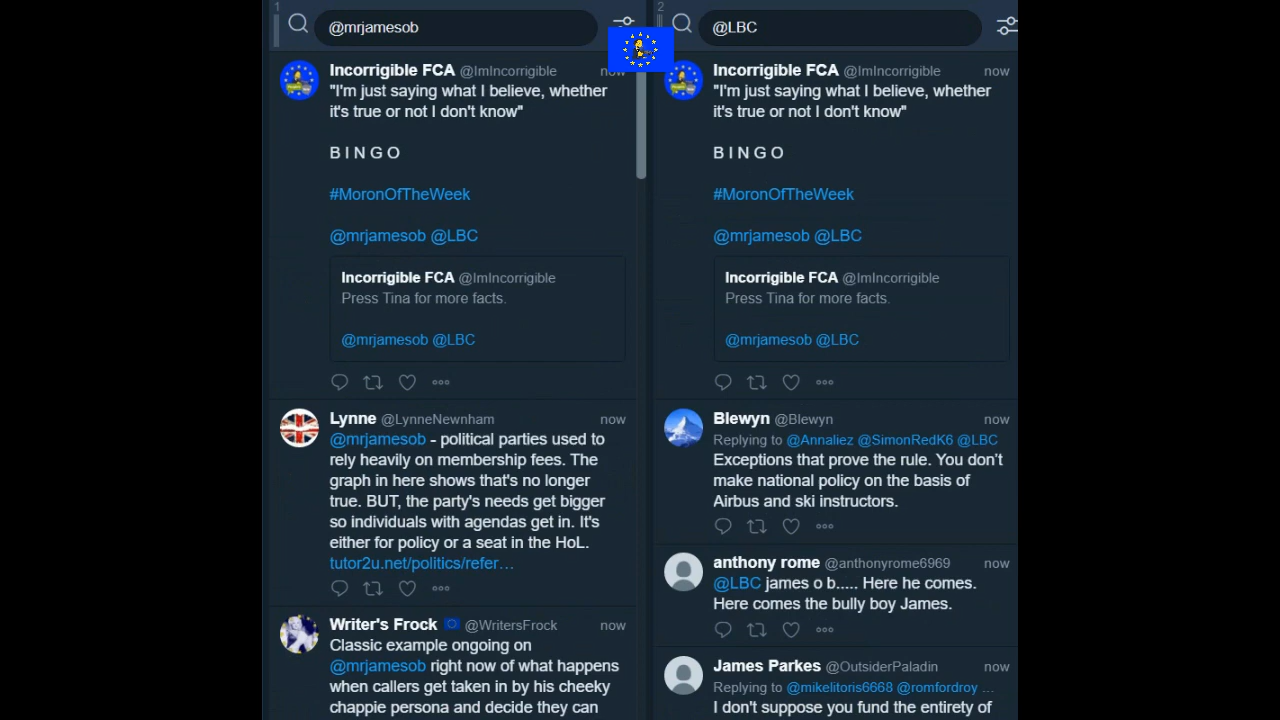 1
@mrjamesob
Incorrigible FCA @ImIncorrigible now
"I'm just saying what I believe, whether
it's true or not I don't know"
B I N G O
#MoronOfTheWeek
@mrjamesob @LBC
Incorrigible FCA @ImIncorrigible
Press Tina for more facts.
@mrjamesob @LBC
Lynne @LynneNewnham now
@mrjamesob - political parties used to
rely heavily on membership fees. The
graph in here shows that's no longer
true. BUT, the party's needs get bigger
so individuals with agendas get in. It's
either for policy or a seat in the HoL.
tutor2u.net/politics/refer…
Writer's Frock @WritersFrock now
Classic example ongoing on
@mrjamesob right now of what happens
when callers get taken in by his cheeky
chappie persona and decide they can
2
@LBC
Incorrigible FCA @ImIncorrigible now
"I'm just saying what I believe, whether
it's true or not I don't know"
B I N G O
#MoronOfTheWeek
@mrjamesob @LBC
Incorrigible FCA @ImIncorrigible
Press Tina for more facts.
@mrjamesob @LBC
Blewyn @Blewyn now
Replying to @Annaliez @SimonRedK6 @LBC
Exceptions that prove the rule. You don't
make national policy on the basis of
Airbus and ski instructors.
anthony rome @anthonyrome6969 now
@LBC james o b..... Here he comes.
Here comes the bully boy James.
James Parkes @OutsiderPaladin now
Replying to @mikelitoris6668 @romfordroy …
I don't suppose you fund the entirety of